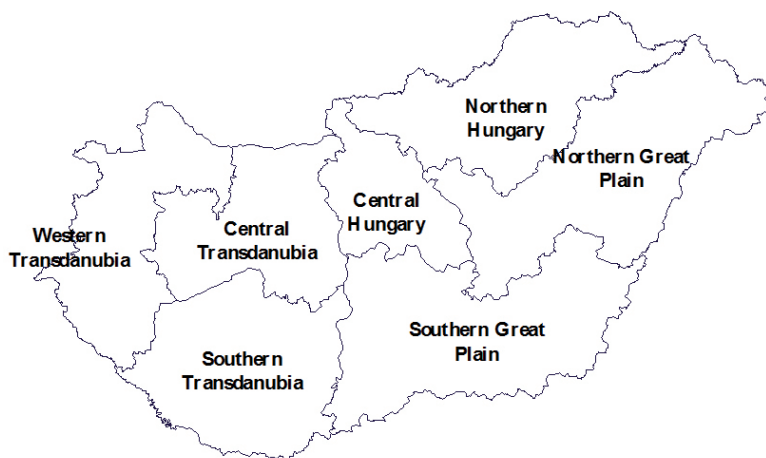 Northern
Hungary
Northern Great
Plain
Central
Hungary
Central
Transdanubia
Western
Transdanubia
Southern Great
Plain
Southern
Transdanubia